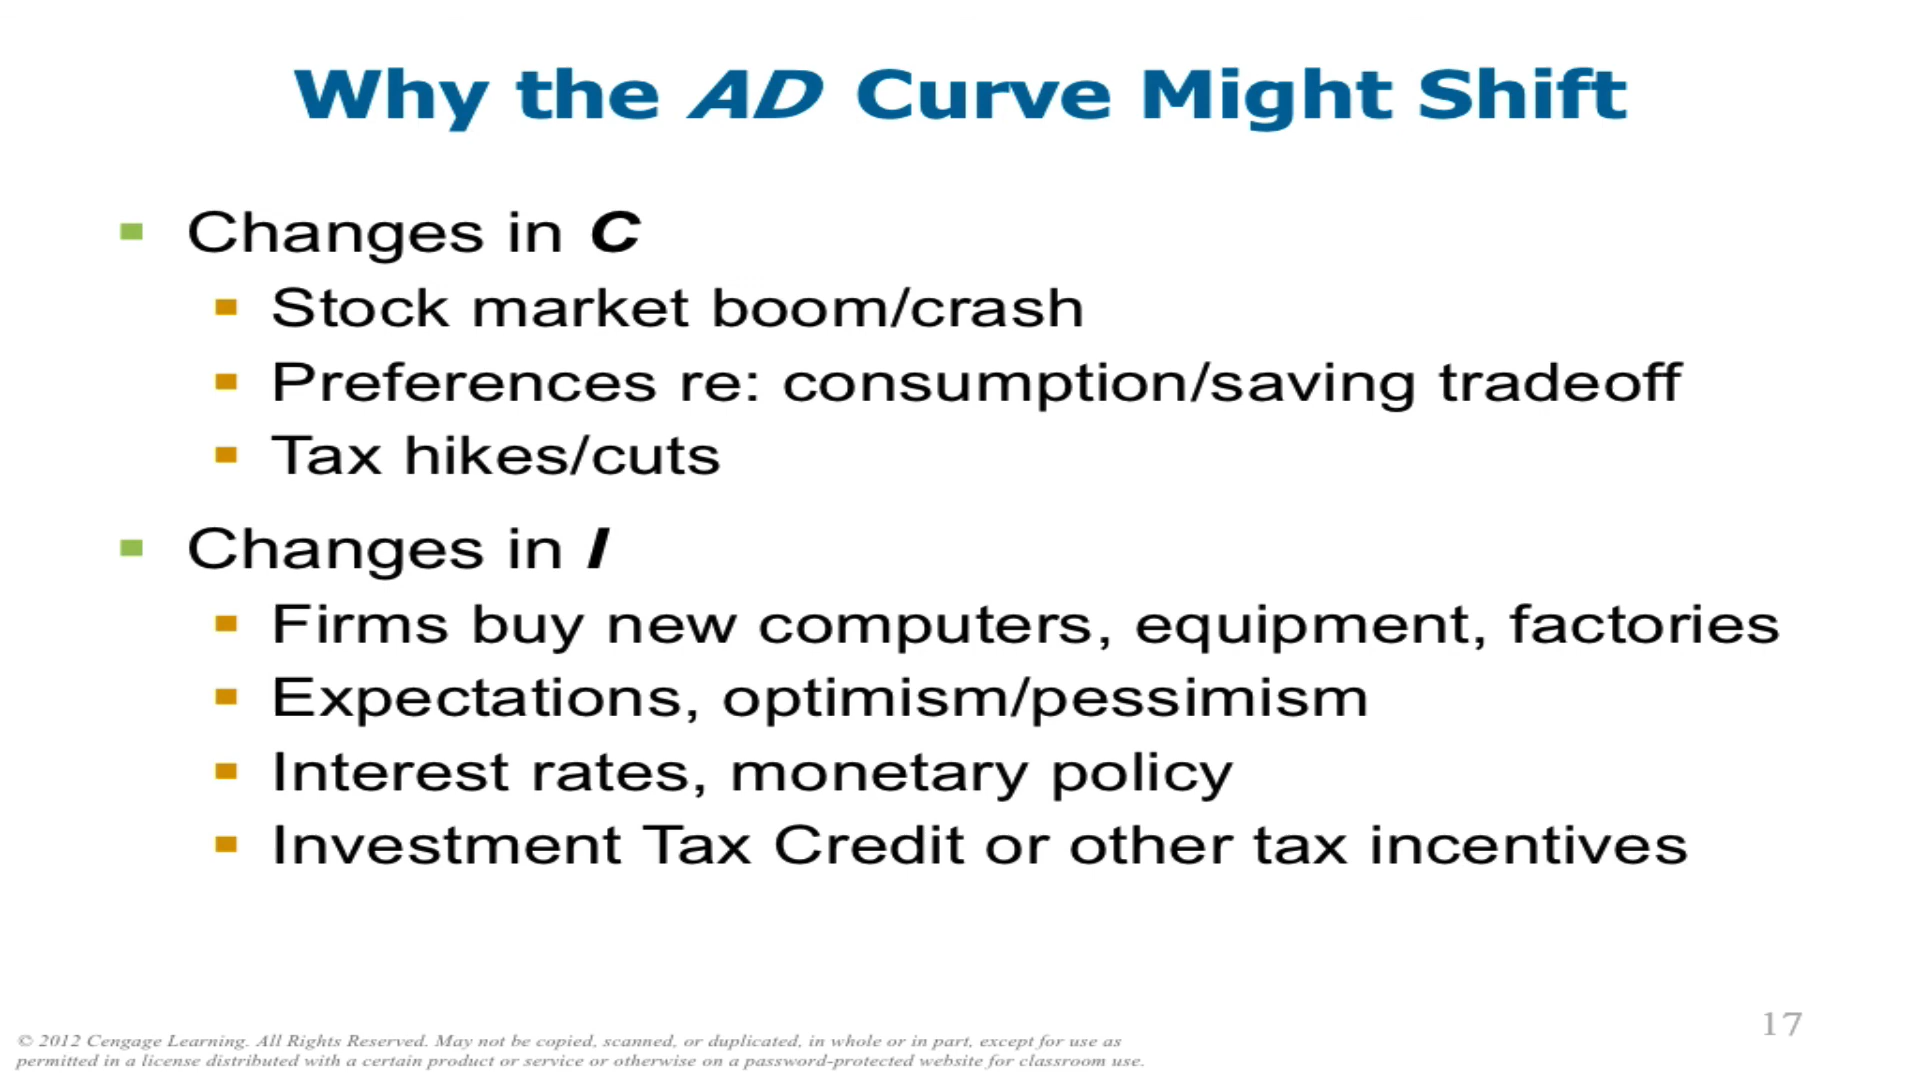 Why the AD Curve Might Shift
Changes in C
Stock market boom/crash
Preferences re: consumption/saving tradeoff
Tax hikes/cuts
Changes in I
Firms buy new computers, equipment, factories
Expectations, optimism/pessimism
Interest rates, monetary policy
Investment Tax Credit or other tax incentives
17
© 2012 Cengage Learning. All Rights Reserved. May not be copied, scanned, or duplicated, in whole or in part, except for use as
permitted in a license distributed with a certain product or service or otherwise on a password-protected website for classroom use.